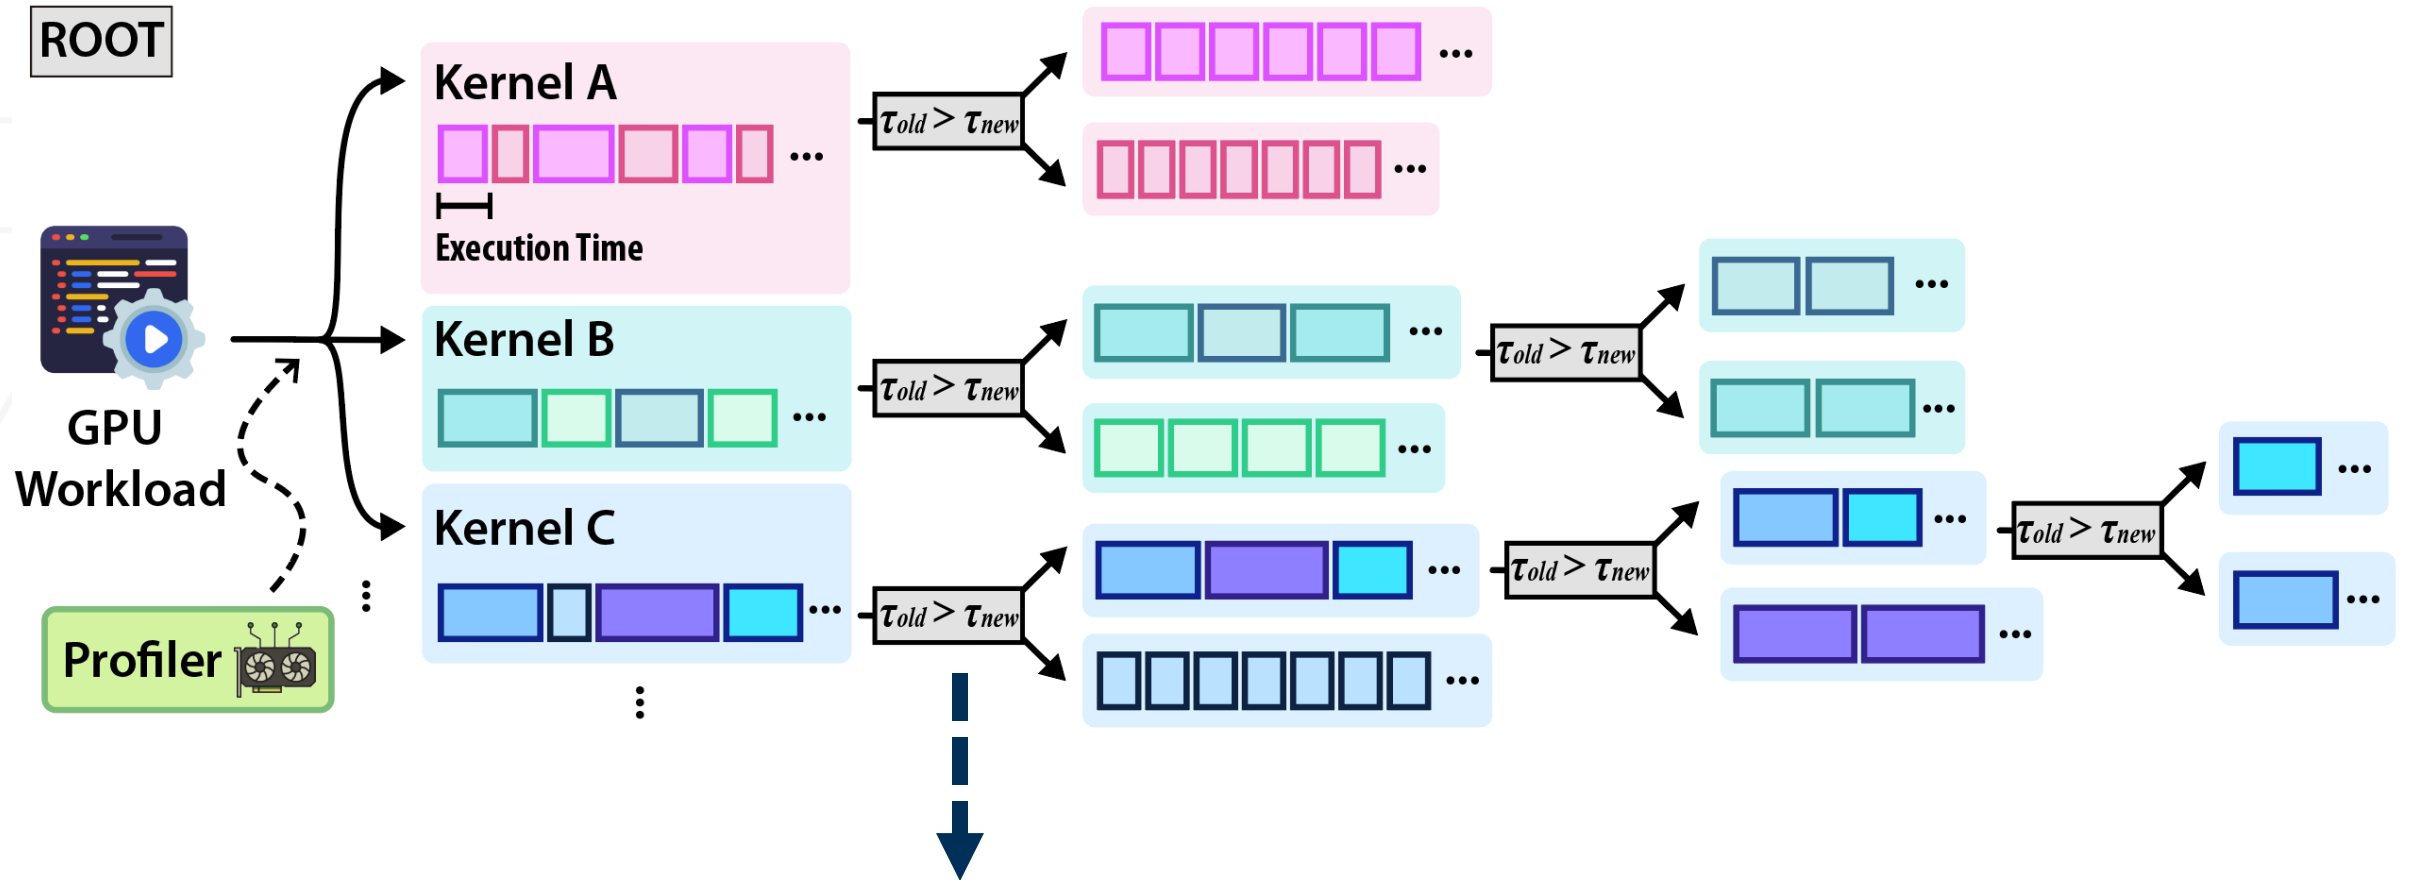 ROOT
Kernel A
Execution Time
τold > τnew
Kernel B
τold > τnew
τold > τnew
Kernel C
τold > τnew
τold > τnew
τold > τnew
GPU
Workload
Profiler